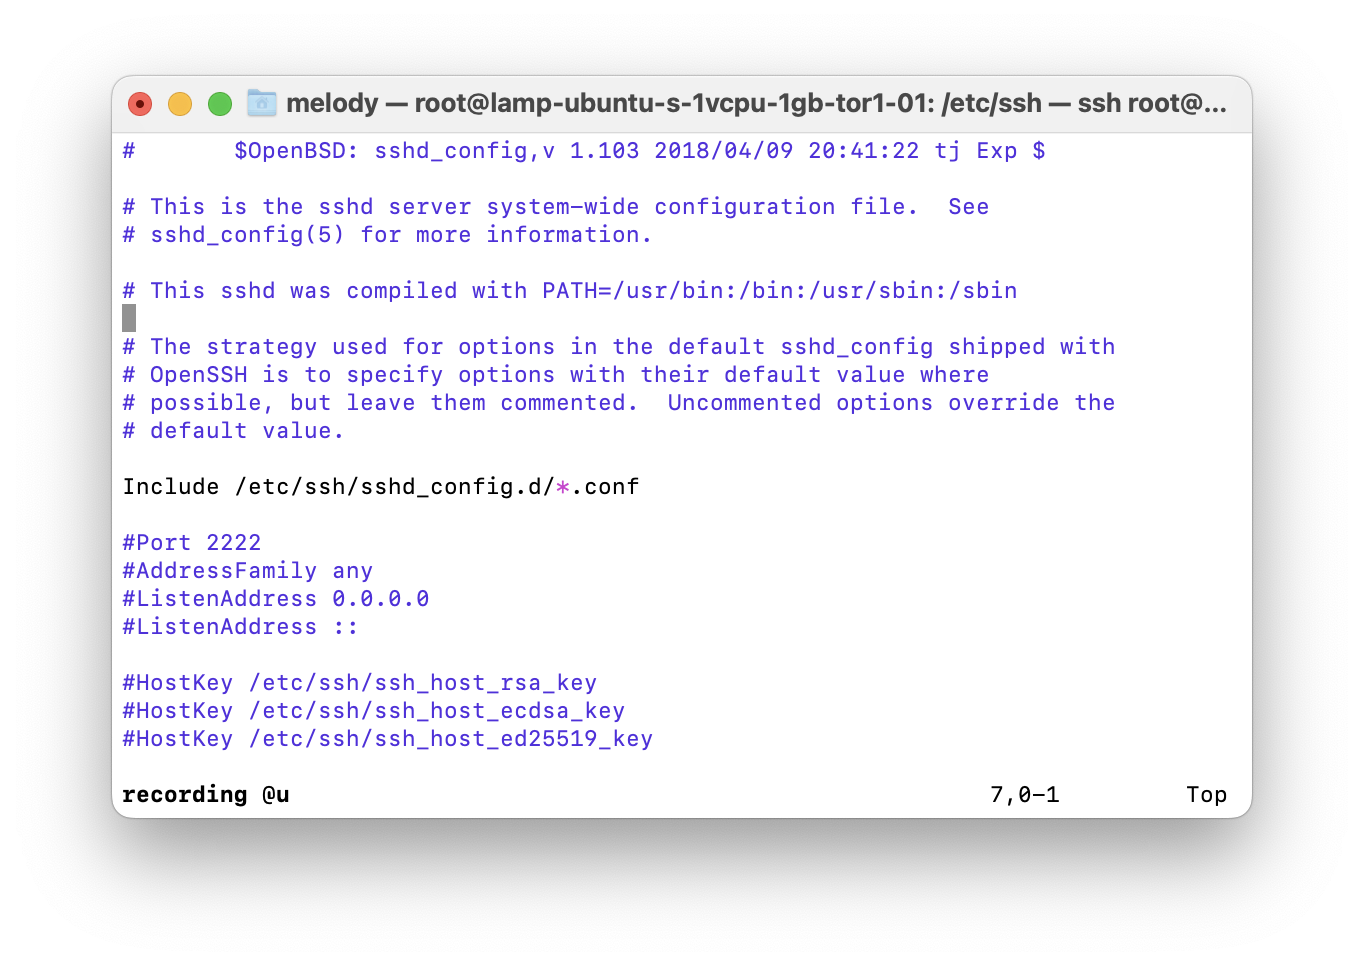 melody — root@lamp-ubuntu-s-1vcpu-1gb-tor1-01: /etc/ssh — ssh root@...
#       $OpenBSD: sshd_config,v 1.103 2018/04/09 20:41:22 tj Exp $
# This is the sshd server system-wide configuration file.  See
# sshd_config(5) for more information.
# This sshd was compiled with PATH=/usr/bin:/bin:/usr/sbin:/sbin
# The strategy used for options in the default sshd_config shipped with
# OpenSSH is to specify options with their default value where
# possible, but leave them commented.  Uncommented options override the
# default value.
Include /etc/ssh/sshd_config.d/*.conf
#Port 2222
#AddressFamily any
#ListenAddress 0.0.0.0
#ListenAddress ::
#HostKey /etc/ssh/ssh_host_rsa_key
#HostKey /etc/ssh/ssh_host_ecdsa_key
#HostKey /etc/ssh/ssh_host_ed25519_key
recording @u 7,0-1 Top